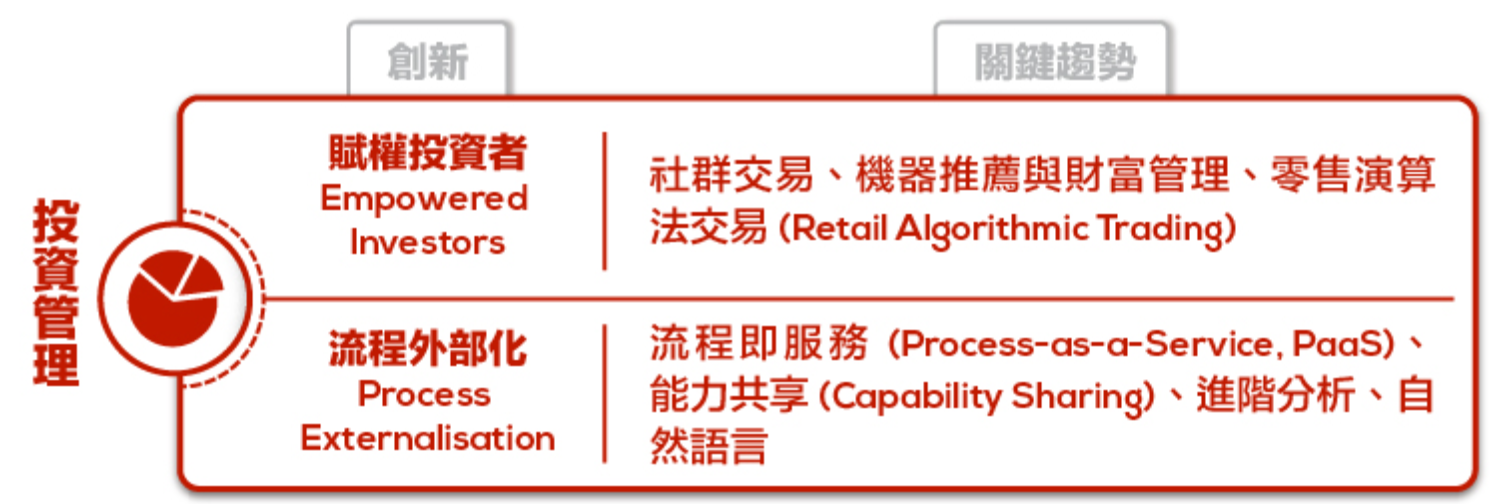 創新
關鍵趨勢
投資管理
賦權投資者
Empowered
Investors
社群交易、機器推薦與財富管理、零售演算
法交易 (Retail Algorithmic Trading)
流程外部化
Process
Externalisation
流程即服務 (Process-as-a-Service, PaaS)、
能力共享 (Capability Sharing)、進階分析、自
然語言